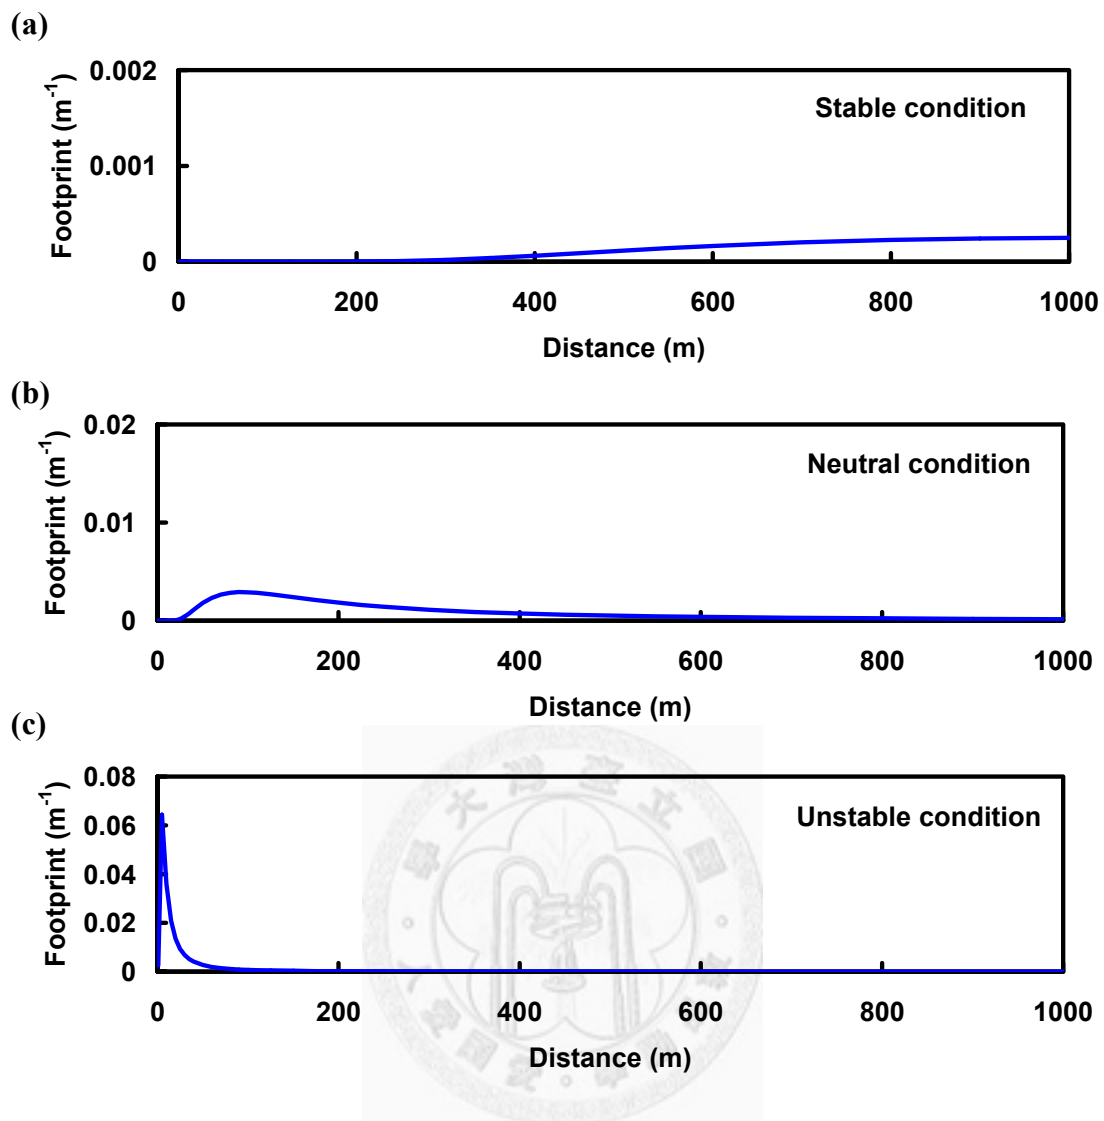 (a)
0.002
0.001
0
Footprint (m⁻¹)
Stable condition
0 200 400 600 800 1000
Distance (m)
(b)
0.02
0.01
0
Footprint (m⁻¹)
Neutral condition
0 200 400 600 800 1000
Distance (m)
(c)
0.08
0.06
0.04
0.02
0
Footprint (m⁻¹)
Unstable condition
0 200 400 600 800 1000
Distance (m)